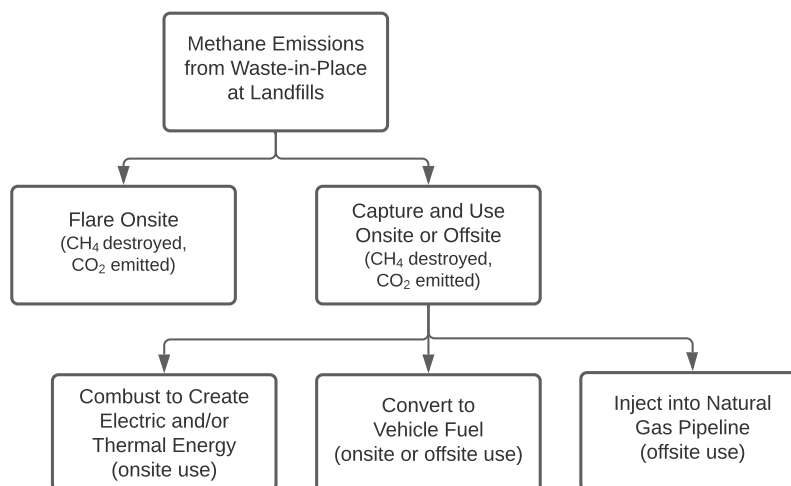 Methane Emissions
from Waste-in-Place
at Landfills
Flare Onsite
(CH₄ destroyed,
CO₂ emitted)
Capture and Use
Onsite or Offsite
(CH₄ destroyed,
CO₂ emitted)
Combust to Create
Electric and/or
Thermal Energy
(onsite use)
Convert to
Vehicle Fuel
(onsite or offsite use)
Inject into Natural
Gas Pipeline
(offsite use)